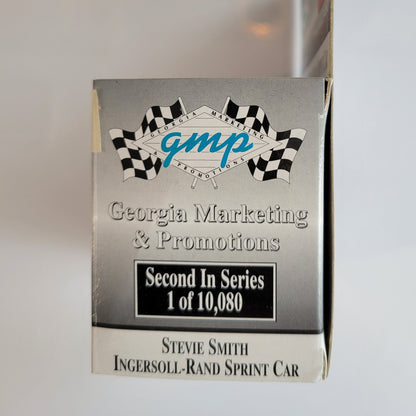 GEORGIA MARKETING
gmp
& PROMOTIONS
Georgia Marketing
& Promotions
Second In Series
1 of 10,080
STEVIE SMITH
INGERSOLL-RAND SPRINT CAR